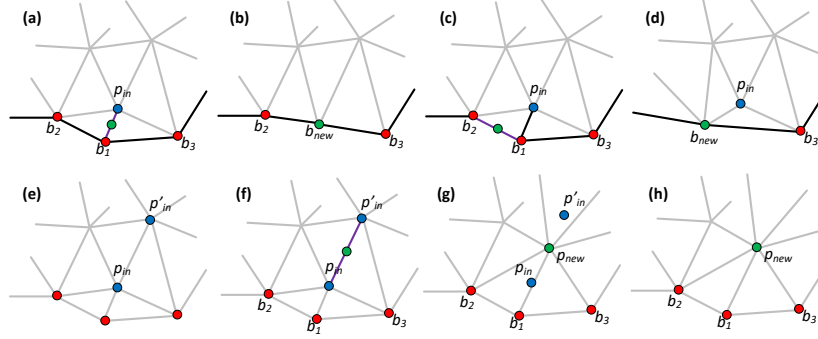 (a) (b) (c) (d)
p_in p_in p_in
b_2 b_1 b_3 b_2 b_new b_3 b_2 b_1 b_3 b_new b_3
(e) (f) (g) (h)
p'_in p'_in p'_in
p_in p_in p_in p_new p_new
b_2 b_1 b_3 b_2 b_1 b_3 b_2 b_1 b_3